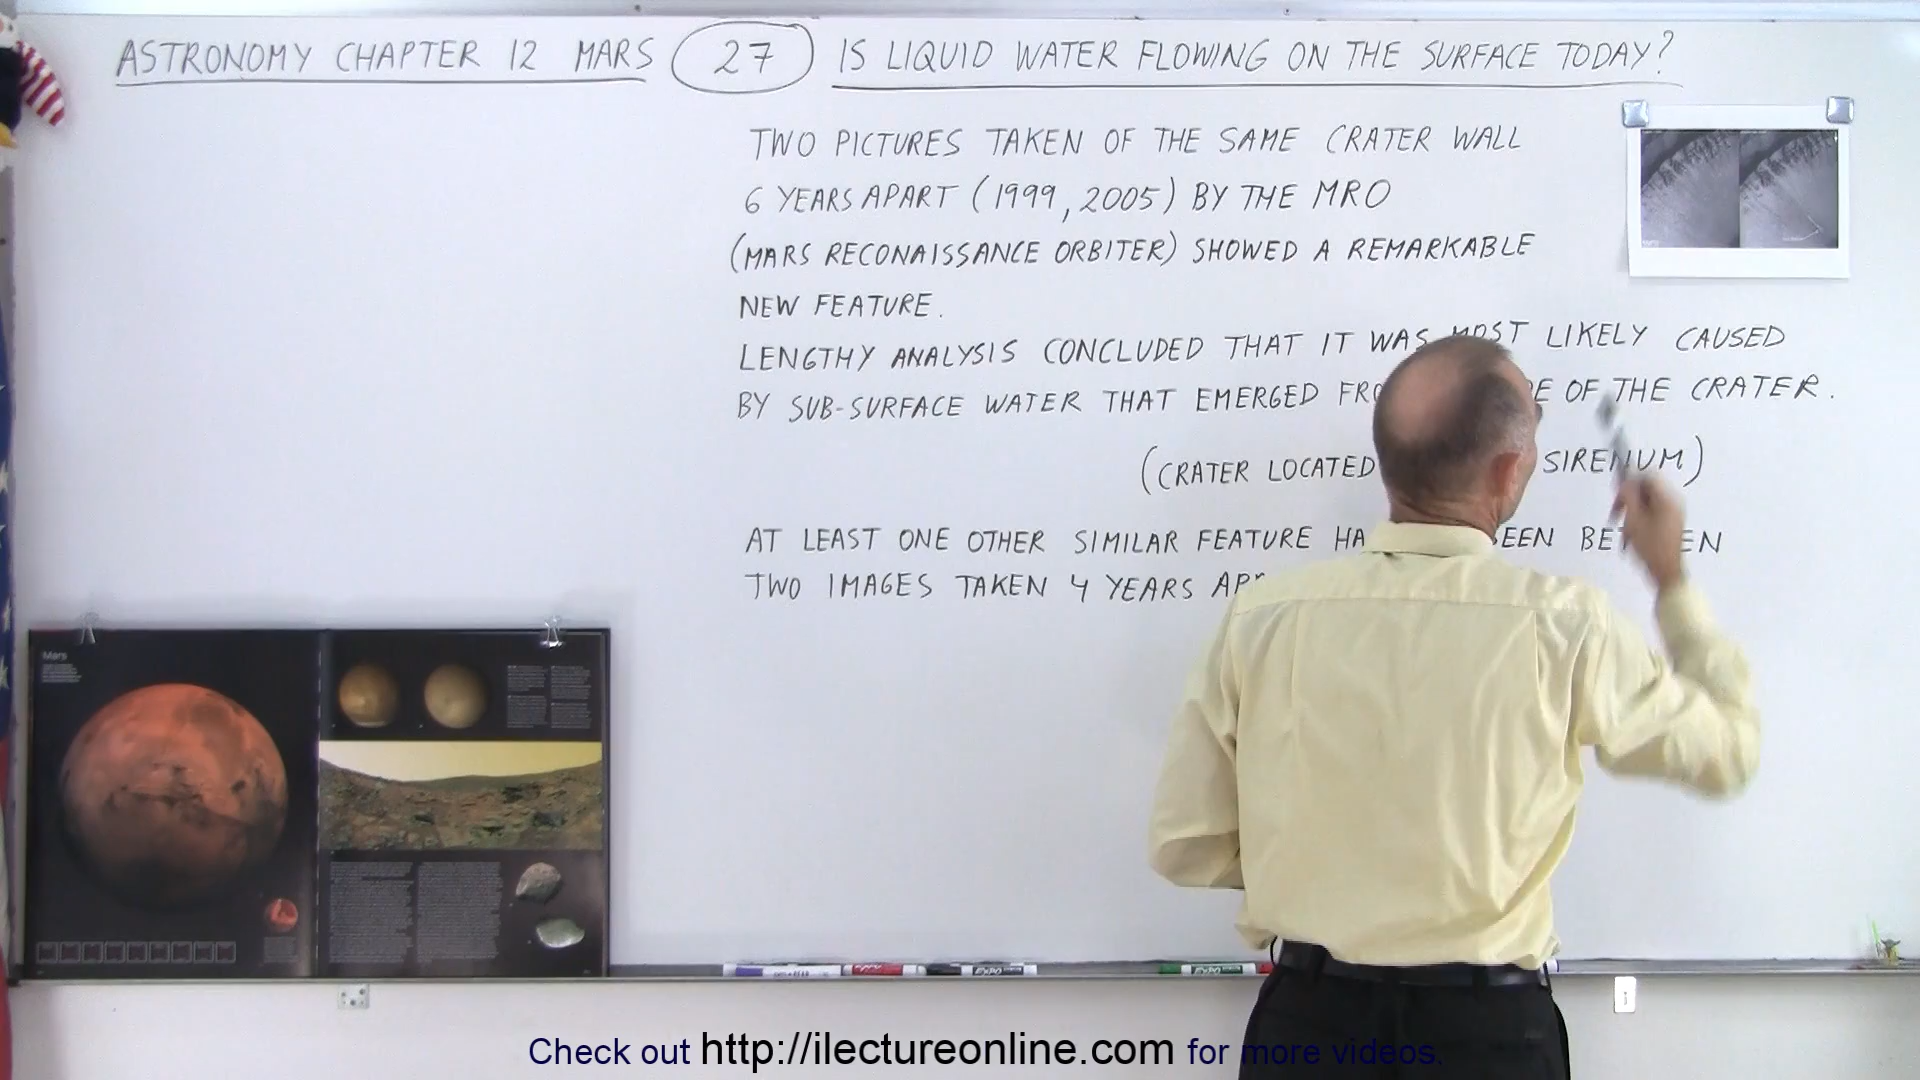 ASTRONOMY CHAPTER 12 MARS 27 IS LIQUID WATER FLOWING ON THE SURFACE TODAY?
TWO PICTURES TAKEN OF THE SAME CRATER WALL
6 YEARS APART (1999, 2005) BY THE MRO
(MARS RECONAISSANCE ORBITER) SHOWED A REMARKABLE
NEW FEATURE.
LENGTHY ANALYSIS CONCLUDED THAT IT WAS MOST LIKELY CAUSED
BY SUB-SURFACE WATER THAT EMERGED OF THE CRATER.
(CRATER LOCATED SIRENUM)
AT LEAST ONE OTHER SIMILAR FEATURE
TWO IMAGES TAKEN 4 YEARS
Mars
EXPO
EXPO
Check out http://ilectureonline.com for more videos.